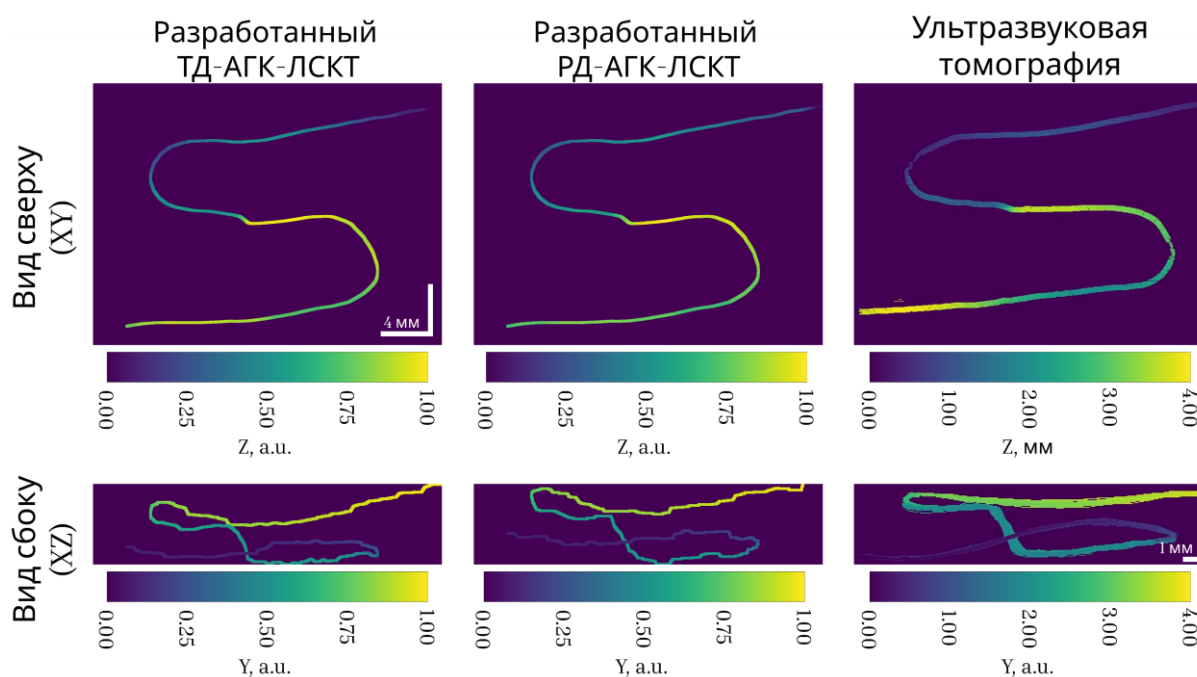 Разработанный
ТД-АГК-ЛСКТ
Разработанный
РД-АГК-ЛСКТ
Ультразвуковая
томография
Вид сверху
(XY)
4 мм
0.00 0.25 0.50 0.75 1.00
Z, a.u.
0.00 0.25 0.50 0.75 1.00
Z, a.u.
0.00 1.00 2.00 3.00 4.00
Z, мм
Вид сбоку
(XZ)
1 мм
0.00 0.25 0.50 0.75 1.00
Y, a.u.
0.00 0.25 0.50 0.75 1.00
Y, a.u.
0.00 1.00 2.00 3.00 4.00
Y, a.u.